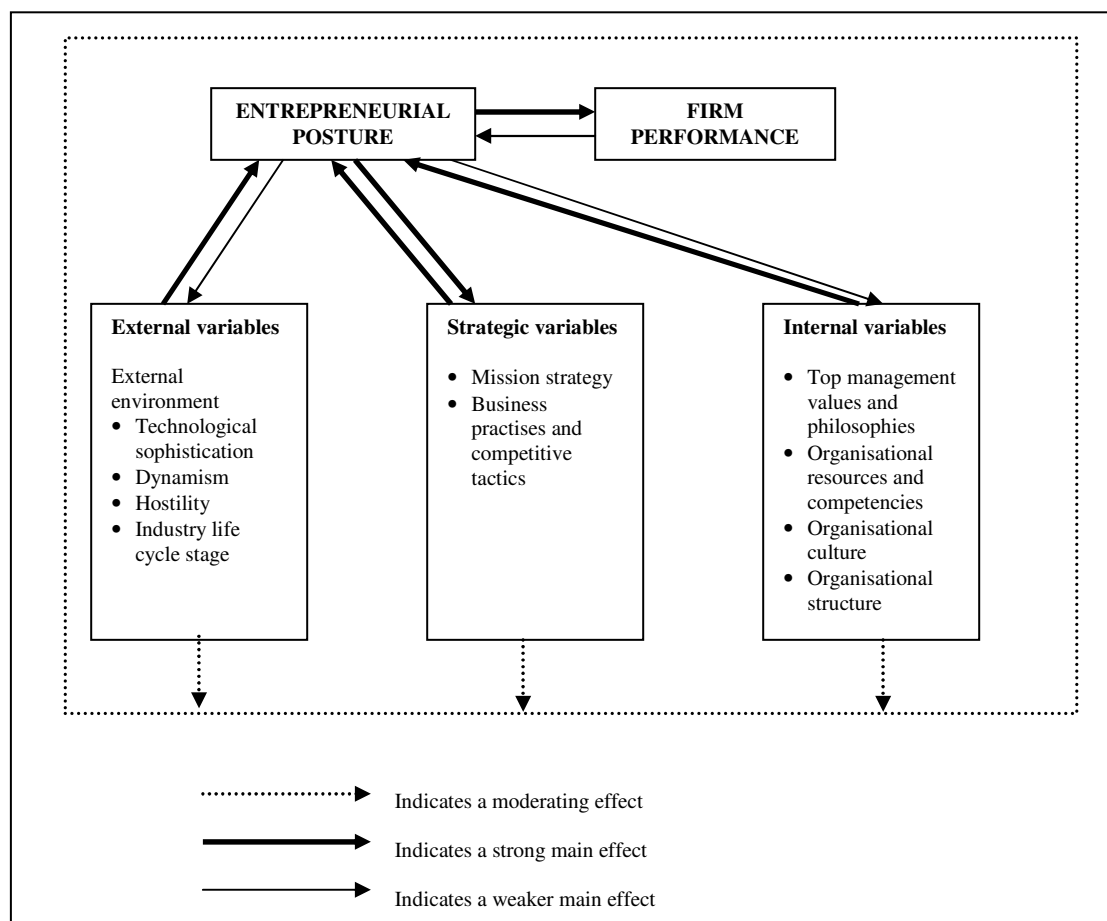 ENTREPRENEURIAL
POSTURE
FIRM
PERFORMANCE
External variables
External
environment
• Technological
sophistication
• Dynamism
• Hostility
• Industry life
cycle stage
Strategic variables
• Mission strategy
• Business
practises and
competitive
tactics
Internal variables
• Top management
values and
philosophies
• Organisational
resources and
competencies
• Organisational
culture
• Organisational
structure
Indicates a moderating effect
Indicates a strong main effect
Indicates a weaker main effect